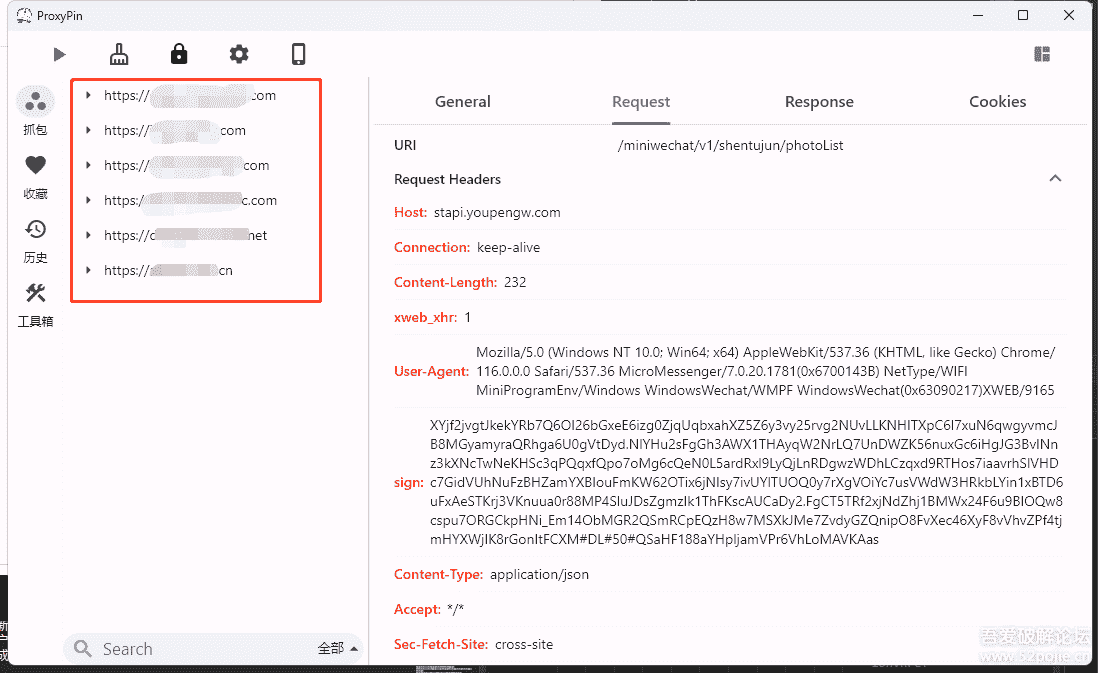 ProxyPin
抓包
收藏
历史
工具箱
https://
com
https://
com
https://
com
https:/
c.com
https://c
net
https://
cn
Search
全部
General
Request
Response
Cookies
URI
/miniwechat/v1/shentujun/photoList
Request Headers
Host: stapi.youpengw.com
Connection: keep-alive
Content-Length: 232
xweb_xhr: 1
User-Agent:
Mozilla/5.0 (Windows NT 10.0; Win64; x64) AppleWebKit/537.36 (KHTML, like Gecko) Chrome/
116.0.0.0 Safari/537.36 MicroMessenger/7.0.20.1781(0x6700143B) NetType/WIFI
MiniProgramEnv/Windows WindowsWechat/WMPF WindowsWechat(0x63090217)XWEB/9165
sign:
XYjf2jvgtJkekYRb7Q6OI26bGxeE6izg0ZjqUqbxahXZ5Z6y3vy25rvg2NUvLLKNHITXpC6I7xuN6qwgyvmcJ
B8MGyamyraQRhga6U0gVtDyd.NIYHu2sFgGh3AWX1THAyqW2NrLQ7UnDWZK56nuxGc6iHgJG3BvINn
z3kXNcTwNeKHSc3qPQqxfQpo7oMg6cQeN0L5ardRxl9LyQjLnRDgwzWDhLCzqxd9RTHos7iaavrhSlVHD
c7GidVUhNuFzBHZamYXBlouFmKW62OTix6jNIsy7ivUYlTUOQ0y7rXgVOiYc7usVWdW3HRkbLYin1xBTD6
uFxAeSTKrj3VKnuua0r88MP4SluJDsZgmzIk1ThFKscAUCaDy2.FgCT5TRf2xjNdZhj1BMWx24F6u9BIOQw8
cspu7ORGCkpHNi_Em14ObMGR2QSmRCpEQzH8w7MSXkJMe7ZvdyGZQnipO8FvXec46XyF8vVhvZPf4tj
mHYXWjIK8rGonItFCXM#DL#50#QSaHF188aYHpljamVPr6VhLoMAVKAas
Content-Type: application/json
Accept: */*
Sec-Fetch-Site: cross-site
吾爱破解论坛
www.52pojie.cn